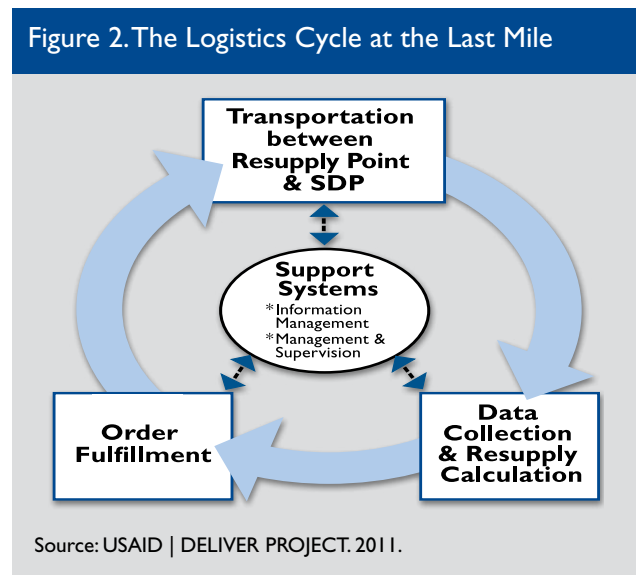 Figure 2. The Logistics Cycle at the Last Mile
Transportation
between
Resupply Point
& SDP
Support
Systems
*Information
Management
*Management &
Supervision
Order
Fulfillment
Data
Collection
& Resupply
Calculation
Source: USAID | DELIVER PROJECT. 2011.